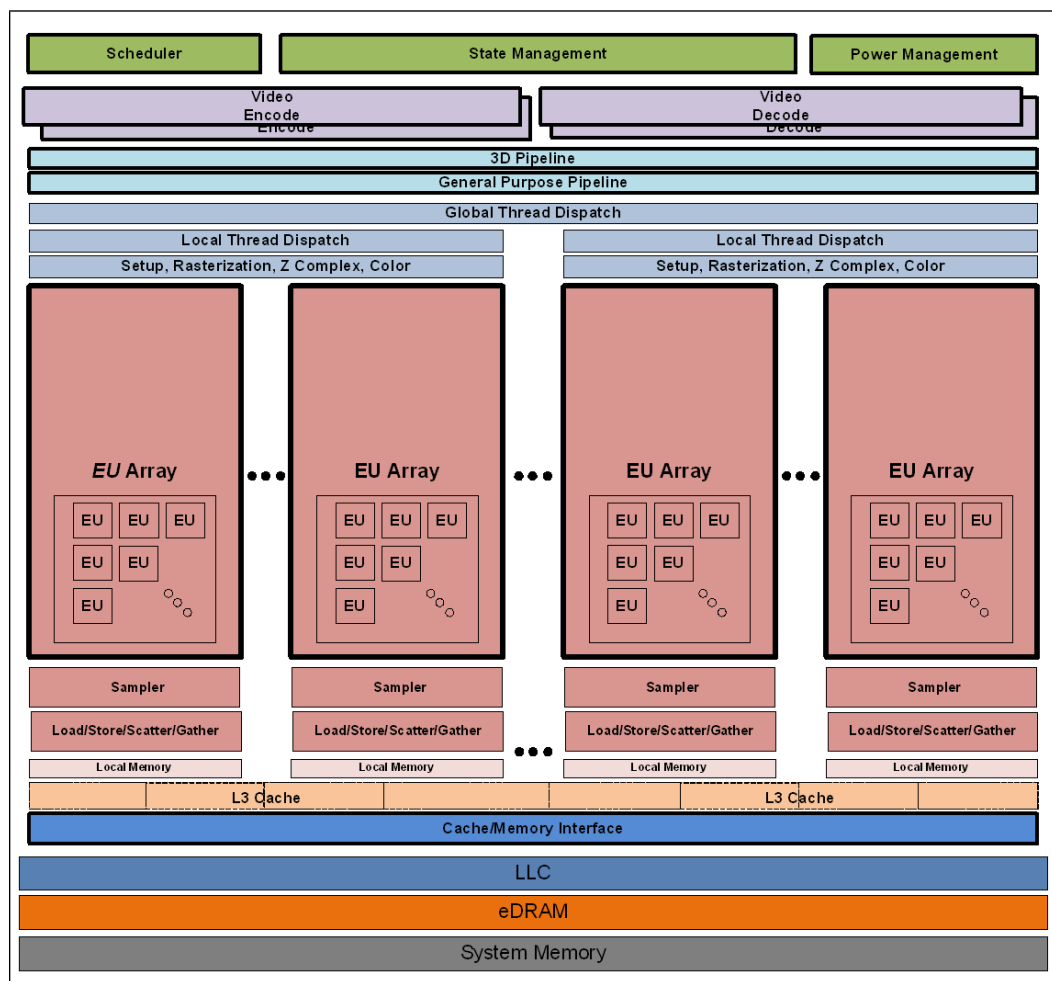 Scheduler
State Management
Power Management
Video
Encode
Encode
Video
Decode
Decode
3D Pipeline
General Purpose Pipeline
Global Thread Dispatch
Local Thread Dispatch
Local Thread Dispatch
Setup, Rasterization, Z Complex, Color
Setup, Rasterization, Z Complex, Color
EU Array
EU Array
EU Array
EU Array
EU EU EU
EU EU EU
EU EU EU
EU EU EU
EU EU
EU EU
EU EU
EU EU
EU
EU
EU
EU
Sampler
Sampler
Sampler
Sampler
Load/Store/Scatter/Gather
Load/Store/Scatter/Gather
Load/Store/Scatter/Gather
Load/Store/Scatter/Gather
Local Memory
Local Memory
Local Memory
Local Memory
L3 Cache
L3 Cache
Cache/Memory Interface
LLC
eDRAM
System Memory